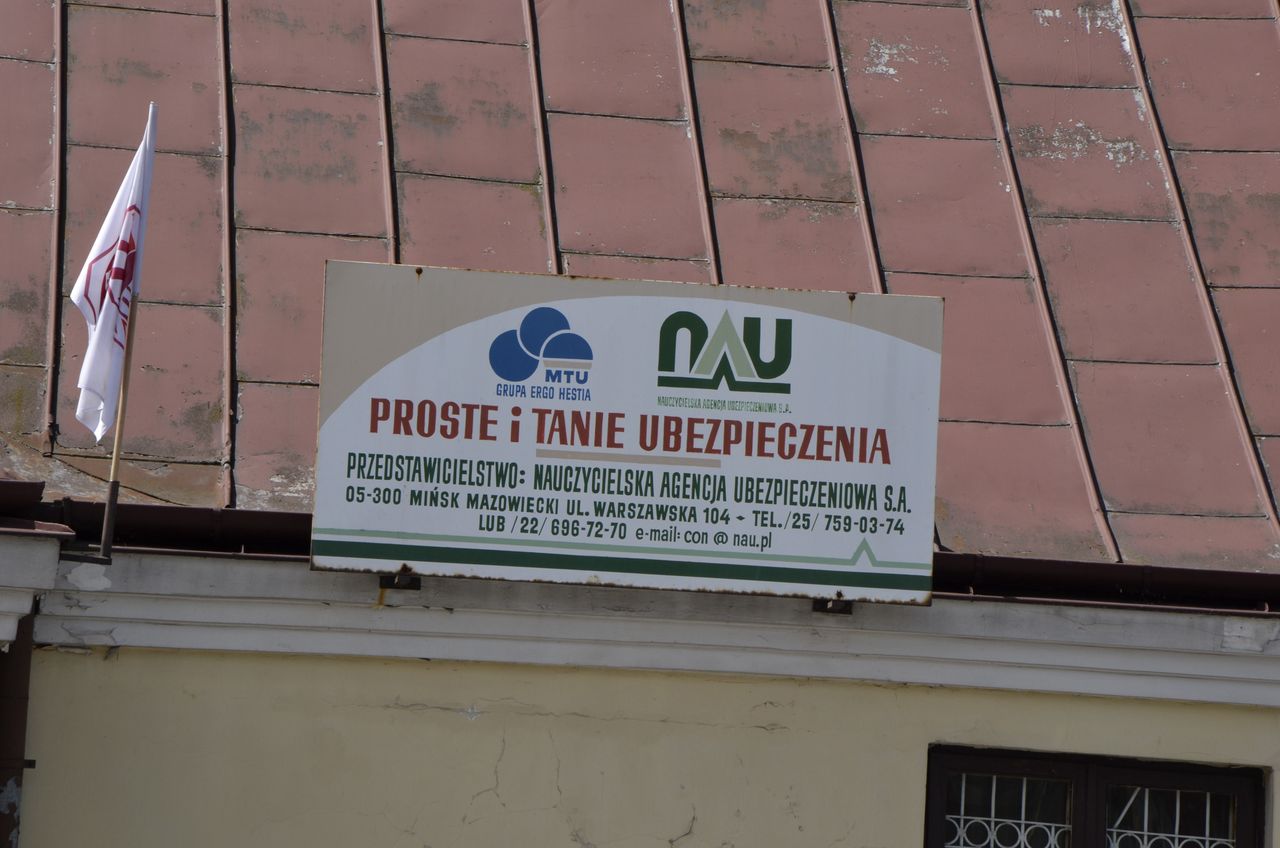 MTU
GRUPA ERGO HESTIA
NAU
NAUCZYCIELSKA AGENCJA UBEZPIECZENIOWA S.A.
PROSTE i TANIE UBEZPIECZENIA
PRZEDSTAWICIELSTWO: NAUCZYCIELSKA AGENCJA UBEZPIECZENIOWA S.A.
05-300 MIŃSK MAZOWIECKI UL. WARSZAWSKA 104 - TEL./25/ 759-03-74
LUB /22/ 696-72-70 e-mail: con @ nau.pl